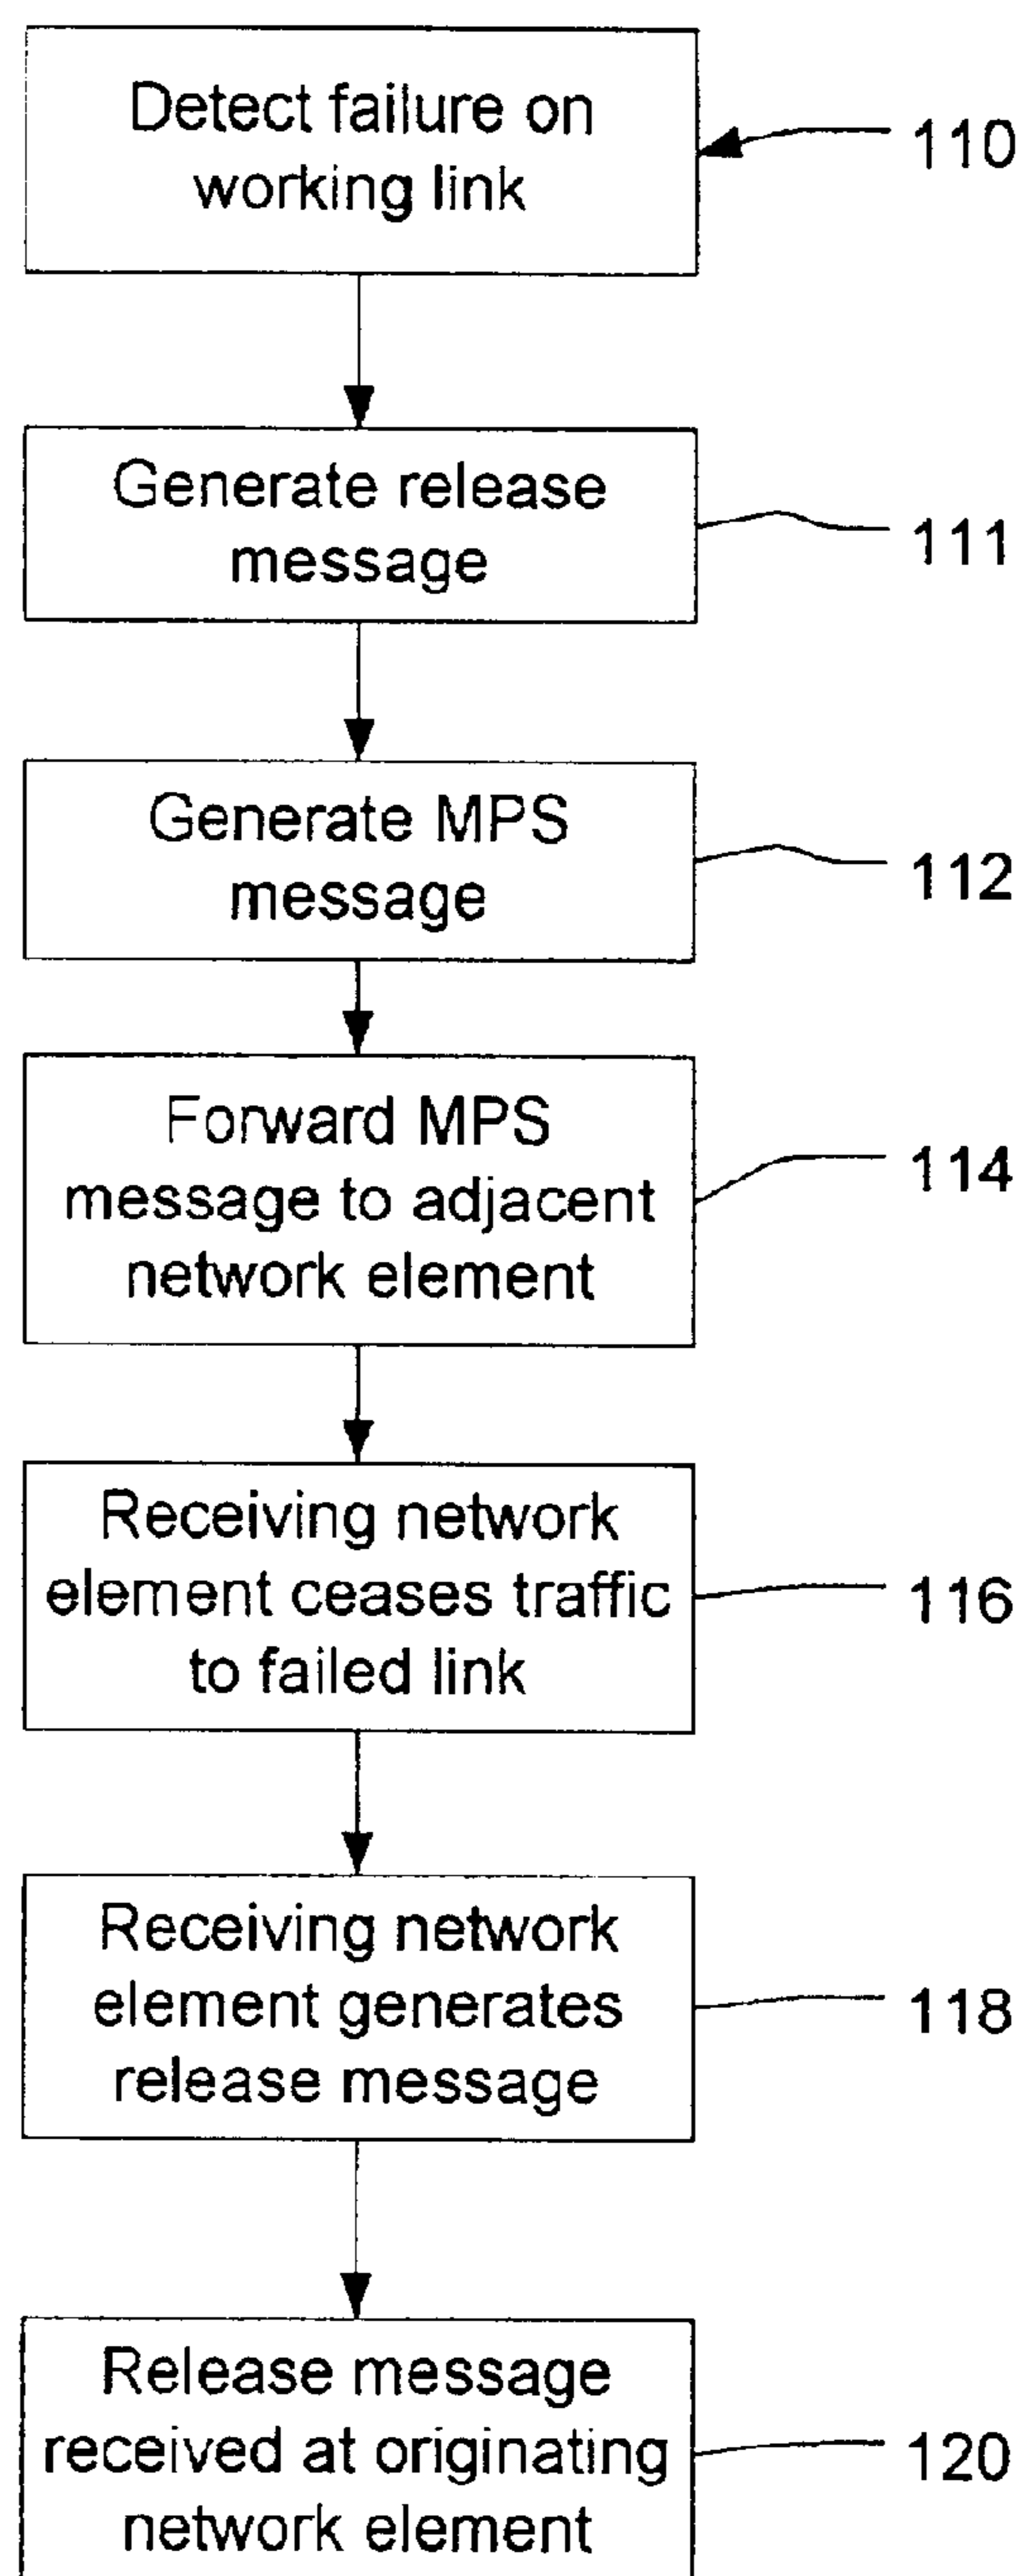 Detect failure on
working link
110
Generate release
message
111
Generate MPS
message
112
Forward MPS
message to adjacent
network element
114
Receiving network
element ceases traffic
to failed link
116
Receiving network
element generates
release message
118
Release message
received at originating
network element
120